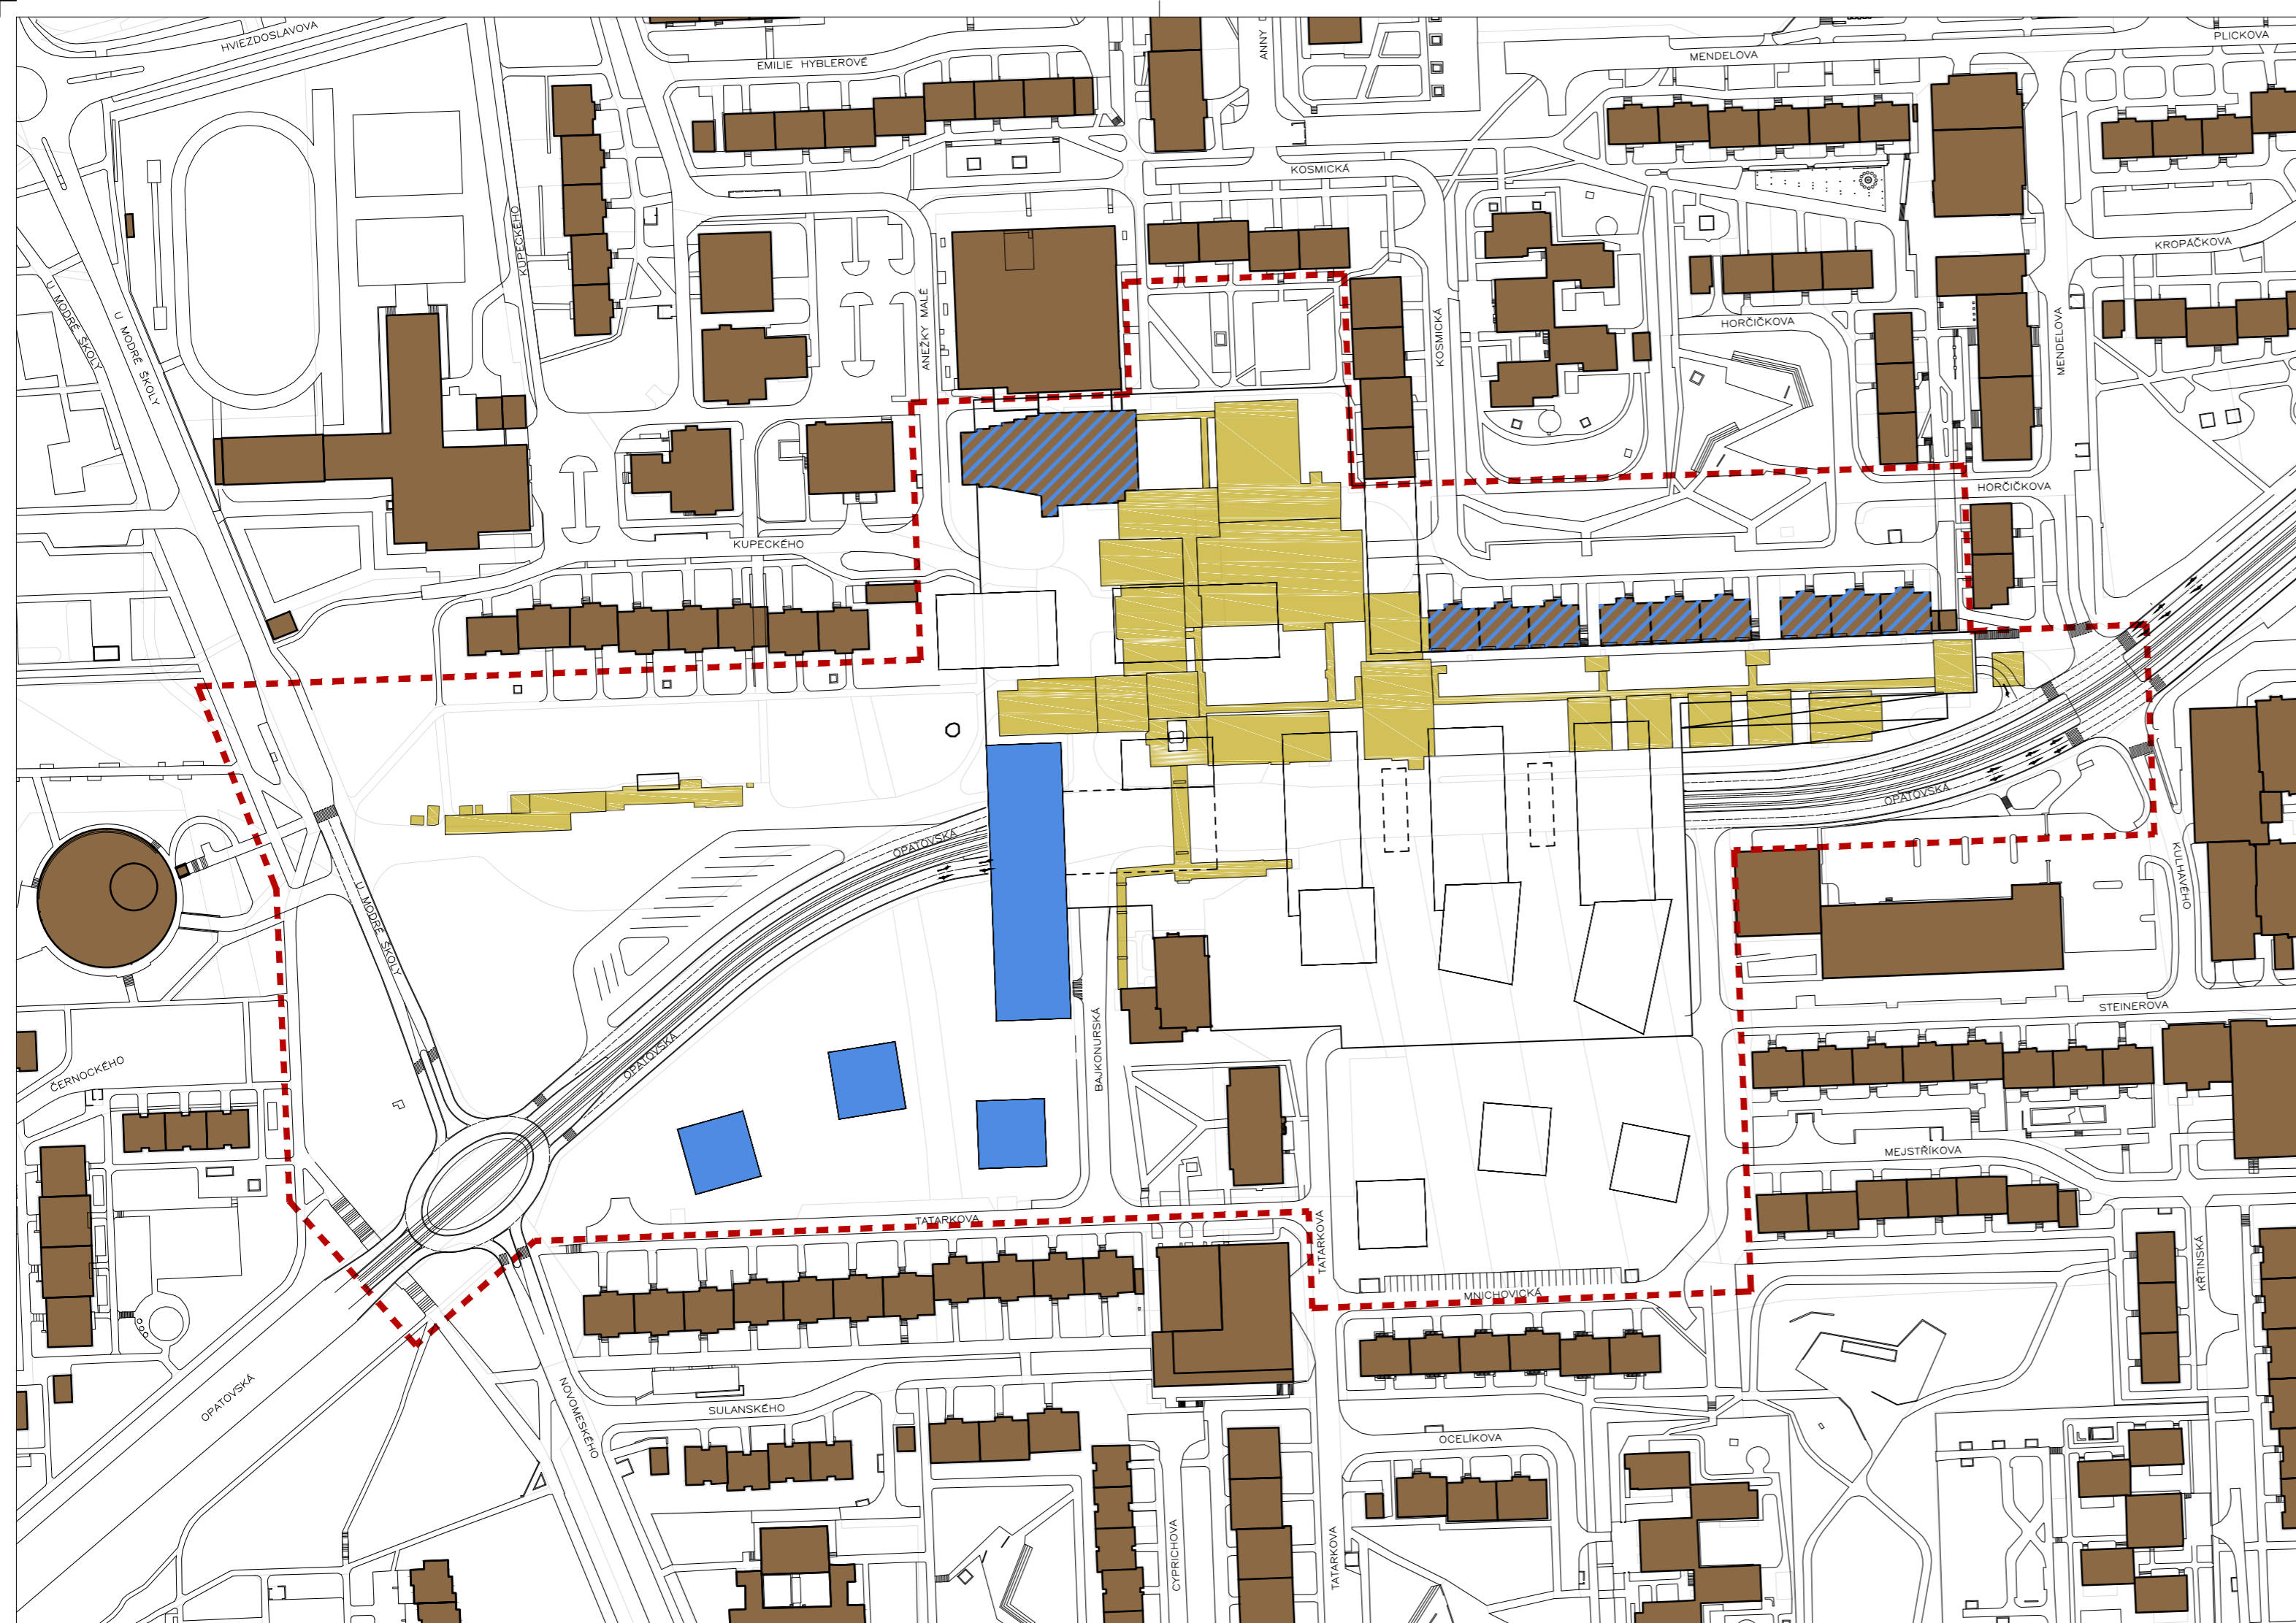 HVIEZDOSLAVOVA
EMILIE HYBLEROVÉ
ANNY
MENDELOVA
PLICKOVA
KOSMICKÁ
KUPECKÉHO
KROPÁČKOVA
U MODRÉ ŠKOLY
U MODRÉ ŠKOLY
ANEŽKY MALÉ
KOSMICKÁ
HORČIČKOVA
MENDELOVA
HORČIČKOVA
KUPECKÉHO
OPATOVSKÁ
OPATOVSKÁ
KULHAVÉHO
U MODRÉ ŠKOLY
STEINEROVA
ČERNOCKÉHO
OPATOVSKÁ
BAJKONURSKÁ
MEJSTŘÍKOVA
TATARKOVA
TATARKOVA
KŘTINSKÁ
MNICHOVICKÁ
OPATOVSKÁ
NOVOMESKÉHO
SULANSKÉHO
OCELÍKOVA
CYPRICHOVA
TATARKOVA